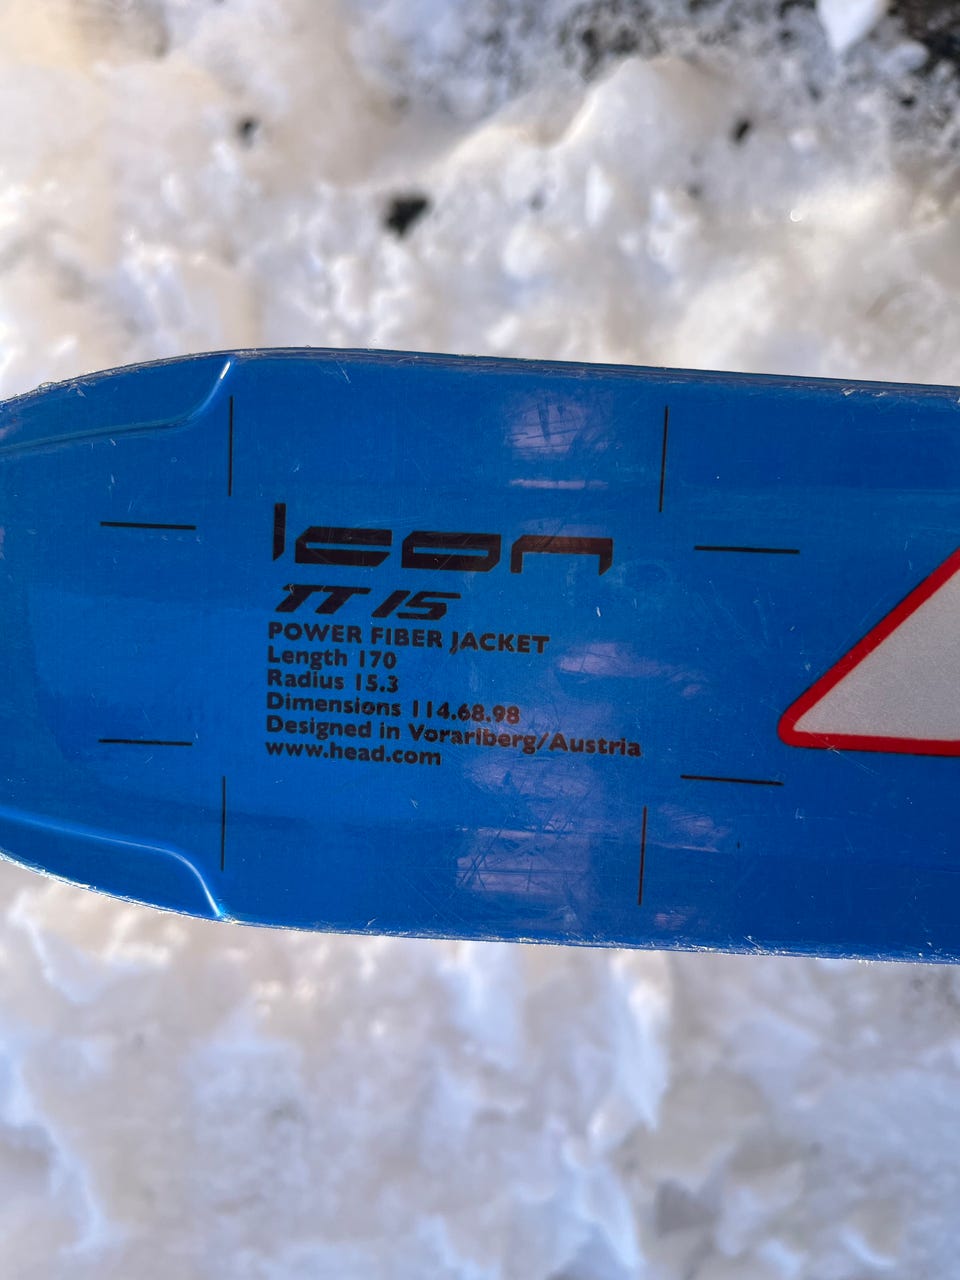 icon
TT 15
POWER FIBER JACKET
Length 170
Radius 15.3
Dimensions 114.68.98
Designed in Vorarlberg/Austria
www.head.com